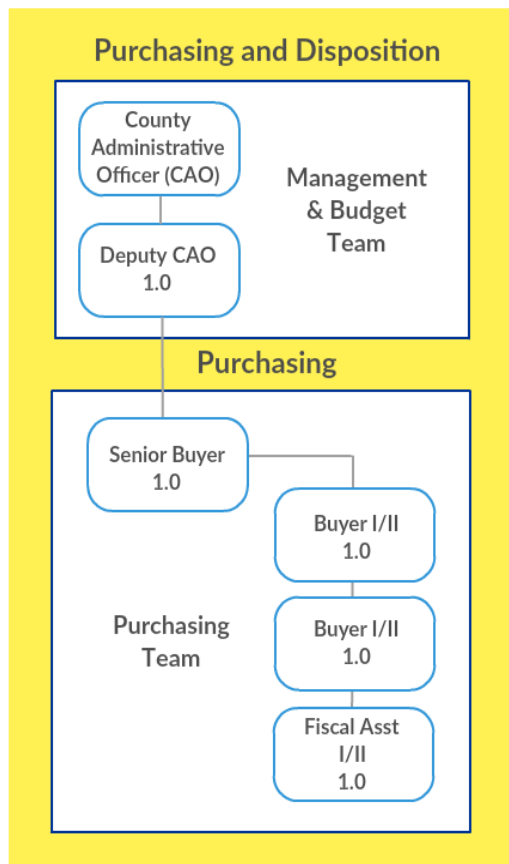 Purchasing and Disposition
County
Administrative
Officer (CAO)
Management
& Budget
Team
Deputy CAO
1.0
Purchasing
Senior Buyer
1.0
Buyer I/II
1.0
Purchasing
Team
Buyer I/II
1.0
Fiscal Asst
I/II
1.0